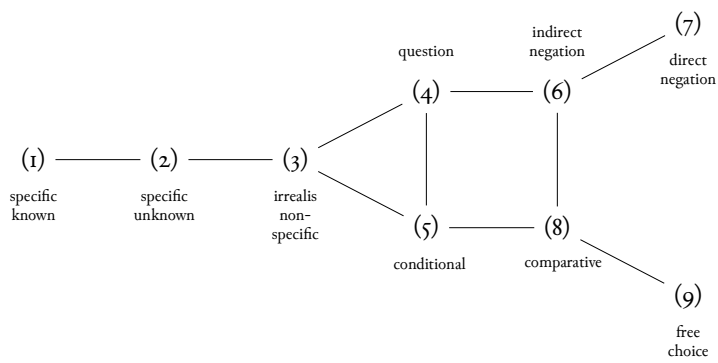 (1)
specific
known
(2)
specific
unknown
(3)
irrealis
non-
specific
question
(4)
(5)
conditional
indirect
negation
(6)
(7)
direct
negation
(8)
comparative
(9)
free
choice